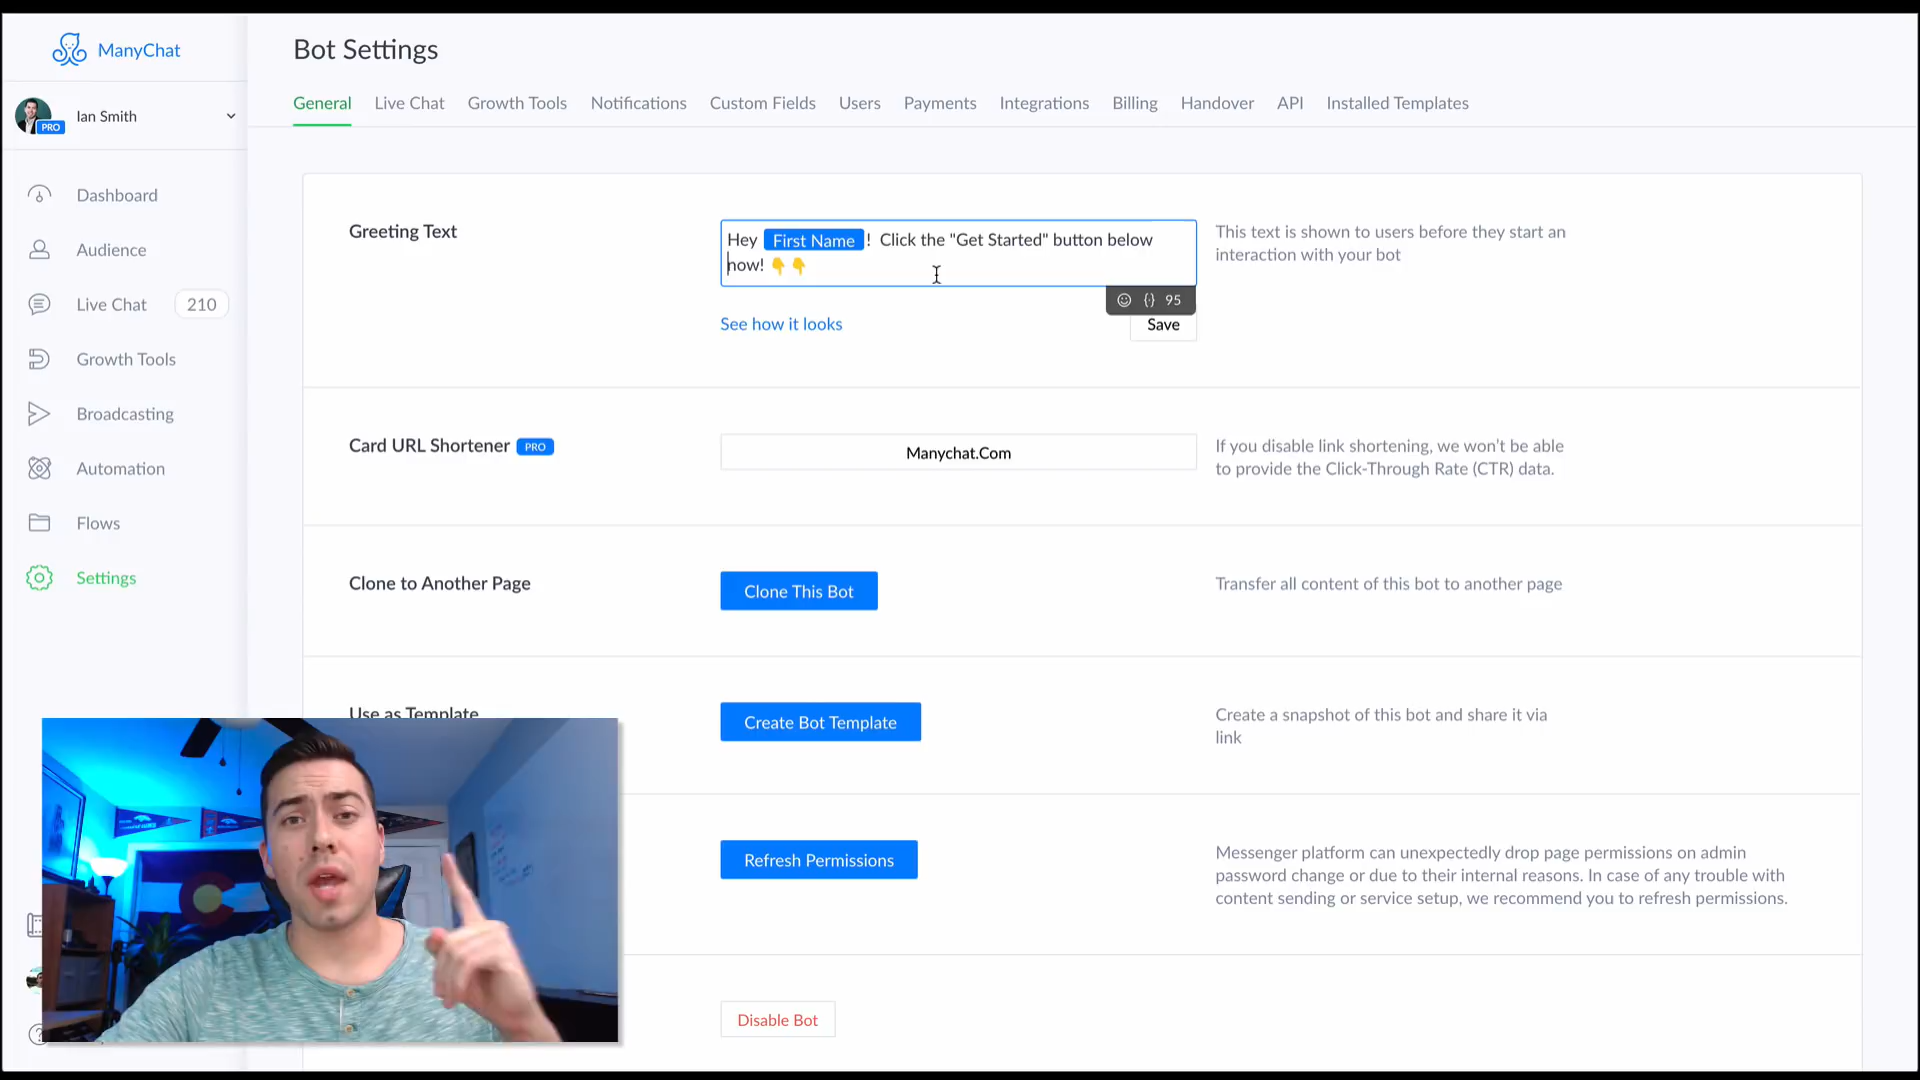 ManyChat
Bot Settings
General Live Chat Growth Tools Notifications Custom Fields Users Payments Integrations Billing Handover API Installed Templates
PRO
Ian Smith
Dashboard
Audience
Live Chat 210
Growth Tools
Broadcasting
Automation
Flows
Settings
Greeting Text
Hey First Name ! Click the "Get Started" button below
now! 👇👇
95
See how it looks
Save
This text is shown to users before they start an
interaction with your bot
Card URL Shortener PRO
Manychat.Com
If you disable link shortening, we won't be able
to provide the Click-Through Rate (CTR) data.
Clone to Another Page
Clone This Bot
Transfer all content of this bot to another page
Use as Template
Create Bot Template
Create a snapshot of this bot and share it via
link
Refresh Permissions
Messenger platform can unexpectedly drop page permissions on admin
password change or due to their internal reasons. In case of any trouble with
content sending or service setup, we recommend you to refresh permissions.
Disable Bot